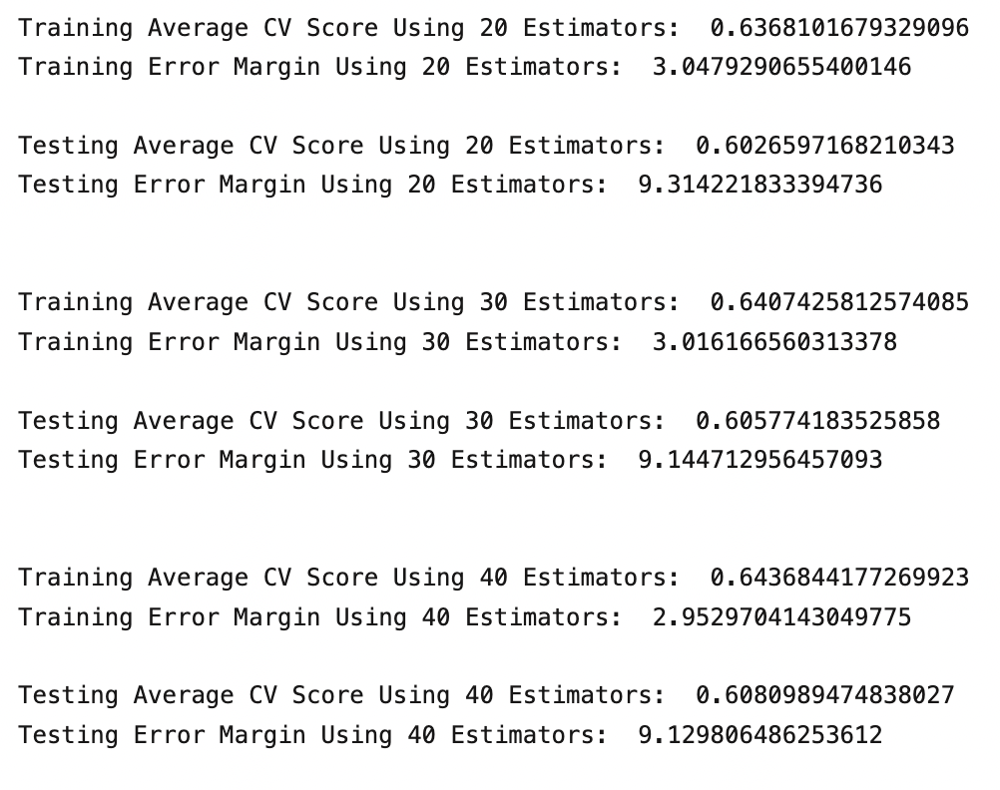 Training Average CV Score Using 20 Estimators:  0.6368101679329096
Training Error Margin Using 20 Estimators:  3.0479290655400146
Testing Average CV Score Using 20 Estimators:  0.6026597168210343
Testing Error Margin Using 20 Estimators:  9.314221833394736
Training Average CV Score Using 30 Estimators:  0.6407425812574085
Training Error Margin Using 30 Estimators:  3.016166560313378
Testing Average CV Score Using 30 Estimators:  0.605774183525858
Testing Error Margin Using 30 Estimators:  9.144712956457093
Training Average CV Score Using 40 Estimators:  0.6436844177269923
Training Error Margin Using 40 Estimators:  2.9529704143049775
Testing Average CV Score Using 40 Estimators:  0.6080989474838027
Testing Error Margin Using 40 Estimators:  9.129806486253612